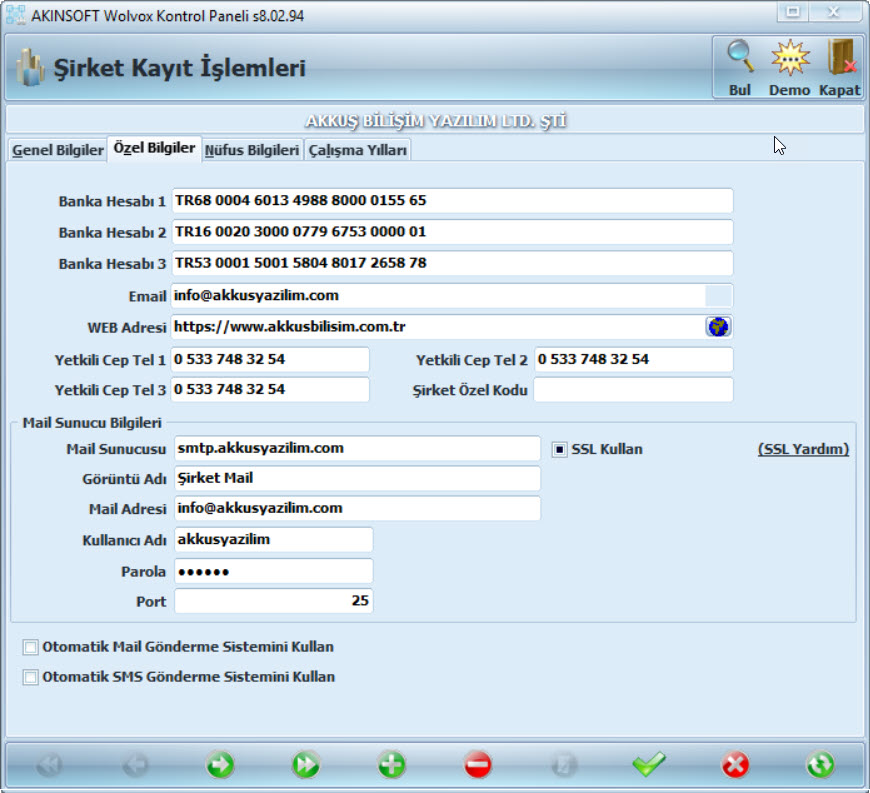 AKINSOFT Wolvox Kontrol Paneli s8.02.94
Şirket Kayıt İşlemleri
Bul Demo Kapat
AKKUŞ BİLİŞİM YAZILIM LTD. ŞTİ
Genel Bilgiler Özel Bilgiler Nüfus Bilgileri Çalışma Yılları
Banka Hesabı 1 TR68 0004 6013 4988 8000 0155 65
Banka Hesabı 2 TR16 0020 3000 0779 6753 0000 01
Banka Hesabı 3 TR53 0001 5001 5804 8017 2658 78
Email info@akkusyazilim.com
WEB Adresi https://www.akkusbilisim.com.tr
Yetkili Cep Tel 1 0 533 748 32 54 Yetkili Cep Tel 2 0 533 748 32 54
Yetkili Cep Tel 3 0 533 748 32 54 Şirket Özel Kodu
Mail Sunucu Bilgileri
Mail Sunucusu smtp.akkusyazilim.com SSL Kullan (SSL Yardım)
Görüntü Adı Şirket Mail
Mail Adresi info@akkusyazilim.com
Kullanıcı Adı akkusyazilim
Parola ●●●●●●
Port 25
Otomatik Mail Gönderme Sistemini Kullan
Otomatik SMS Gönderme Sistemini Kullan